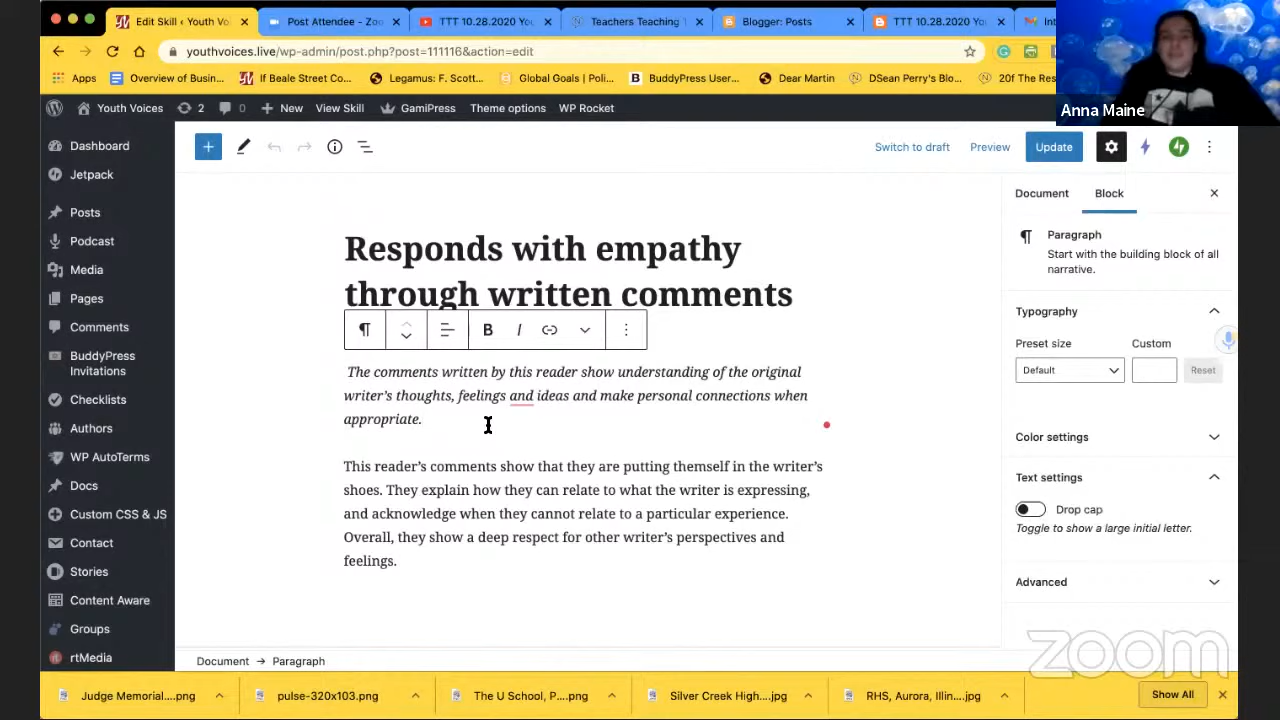 Edit Skill ‹ Youth Vo
Post Attendee - Zoo
TTT 10.28.2020 You
Teachers Teaching T
Blogger: Posts
TTT 10.28.2020 You
Int
youthvoices.live/wp-admin/post.php?post=111116&action=edit
Apps
Overview of Busin...
If Beale Street Co...
Legamus: F. Scott...
Global Goals | Poli...
BuddyPress User...
Dear Martin
DSean Perry's Blo...
20f The Res
Anna Maine
Youth Voices
2
0
New
View Skill
GamiPress
Theme options
WP Rocket
Dashboard
Jetpack
Posts
Podcast
Media
Pages
Comments
BuddyPress
Invitations
Checklists
Authors
WP AutoTerms
Docs
Custom CSS & JS
Contact
Stories
Content Aware
Groups
rtMedia
Switch to draft
Preview
Update
Responds with empathy
through written comments
B I
The comments written by this reader show understanding of the original
writer's thoughts, feelings and ideas and make personal connections when
appropriate.
This reader's comments show that they are putting themself in the writer's
shoes. They explain how they can relate to what the writer is expressing,
and acknowledge when they cannot relate to a particular experience.
Overall, they show a deep respect for other writer's perspectives and
feelings.
Document
Block
Paragraph
Start with the building block of all
narrative.
Typography
Preset size
Custom
Default
Reset
Color settings
Text settings
Drop cap
Toggle to show a large initial letter.
Advanced
Document → Paragraph
zoom
Judge Memorial....png
pulse-320x103.png
The U School, P....png
Silver Creek High....jpg
RHS, Aurora, Illin....jpg
Show All